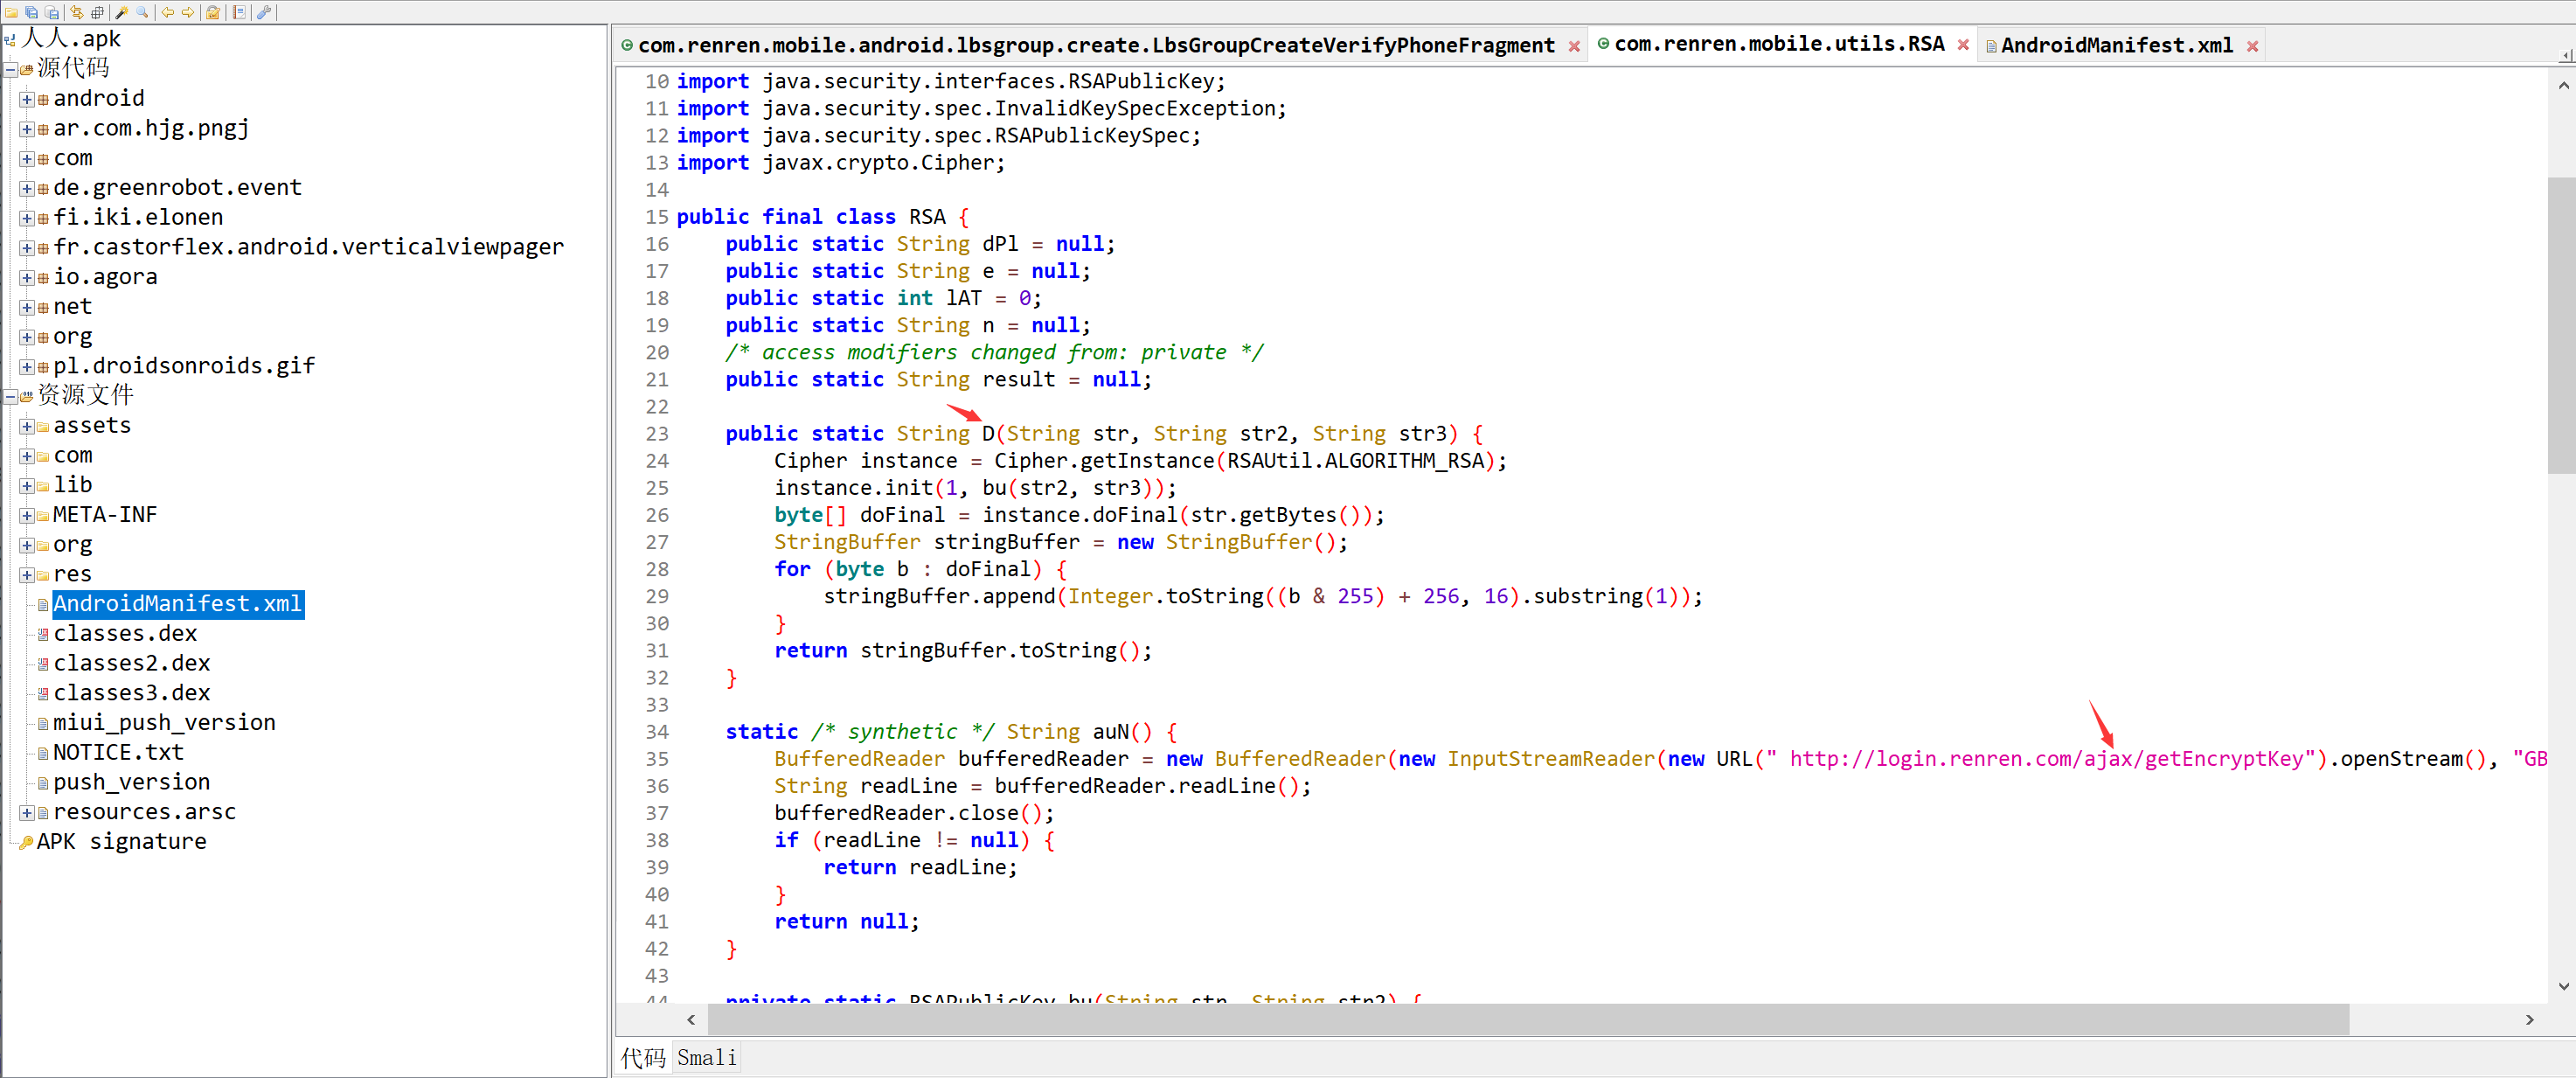 人人.apk
源代码
android
ar.com.hjg.pngj
com
de.greenrobot.event
fi.iki.elonen
fr.castorflex.android.verticalviewpager
io.agora
net
org
pl.droidsonroids.gif
资源文件
assets
com
lib
META-INF
org
res
AndroidManifest.xml
classes.dex
classes2.dex
classes3.dex
miui_push_version
NOTICE.txt
push_version
resources.arsc
APK signature
com.renren.mobile.android.lbsgroup.create.LbsGroupCreateVerifyPhoneFragment
com.renren.mobile.utils.RSA
AndroidManifest.xml
10 import java.security.interfaces.RSAPublicKey;
11 import java.security.spec.InvalidKeySpecException;
12 import java.security.spec.RSAPublicKeySpec;
13 import javax.crypto.Cipher;
14
15 public final class RSA {
16     public static String dPl = null;
17     public static String e = null;
18     public static int lAT = 0;
19     public static String n = null;
20     /* access modifiers changed from: private */
21     public static String result = null;
22
23     public static String D(String str, String str2, String str3) {
24         Cipher instance = Cipher.getInstance(RSAUtil.ALGORITHM_RSA);
25         instance.init(1, bu(str2, str3));
26         byte[] doFinal = instance.doFinal(str.getBytes());
27         StringBuffer stringBuffer = new StringBuffer();
28         for (byte b : doFinal) {
29             stringBuffer.append(Integer.toString((b & 255) + 256, 16).substring(1));
30         }
31         return stringBuffer.toString();
32     }
33
34     static /* synthetic */ String auN() {
35         BufferedReader bufferedReader = new BufferedReader(new InputStreamReader(new URL(" http://login.renren.com/ajax/getEncryptKey").openStream(), "GB
36         String readLine = bufferedReader.readLine();
37         bufferedReader.close();
38         if (readLine != null) {
39             return readLine;
40         }
41         return null;
42     }
43
44     private static RSAPublicKey bu(String str, String str2) {
代码
Smali